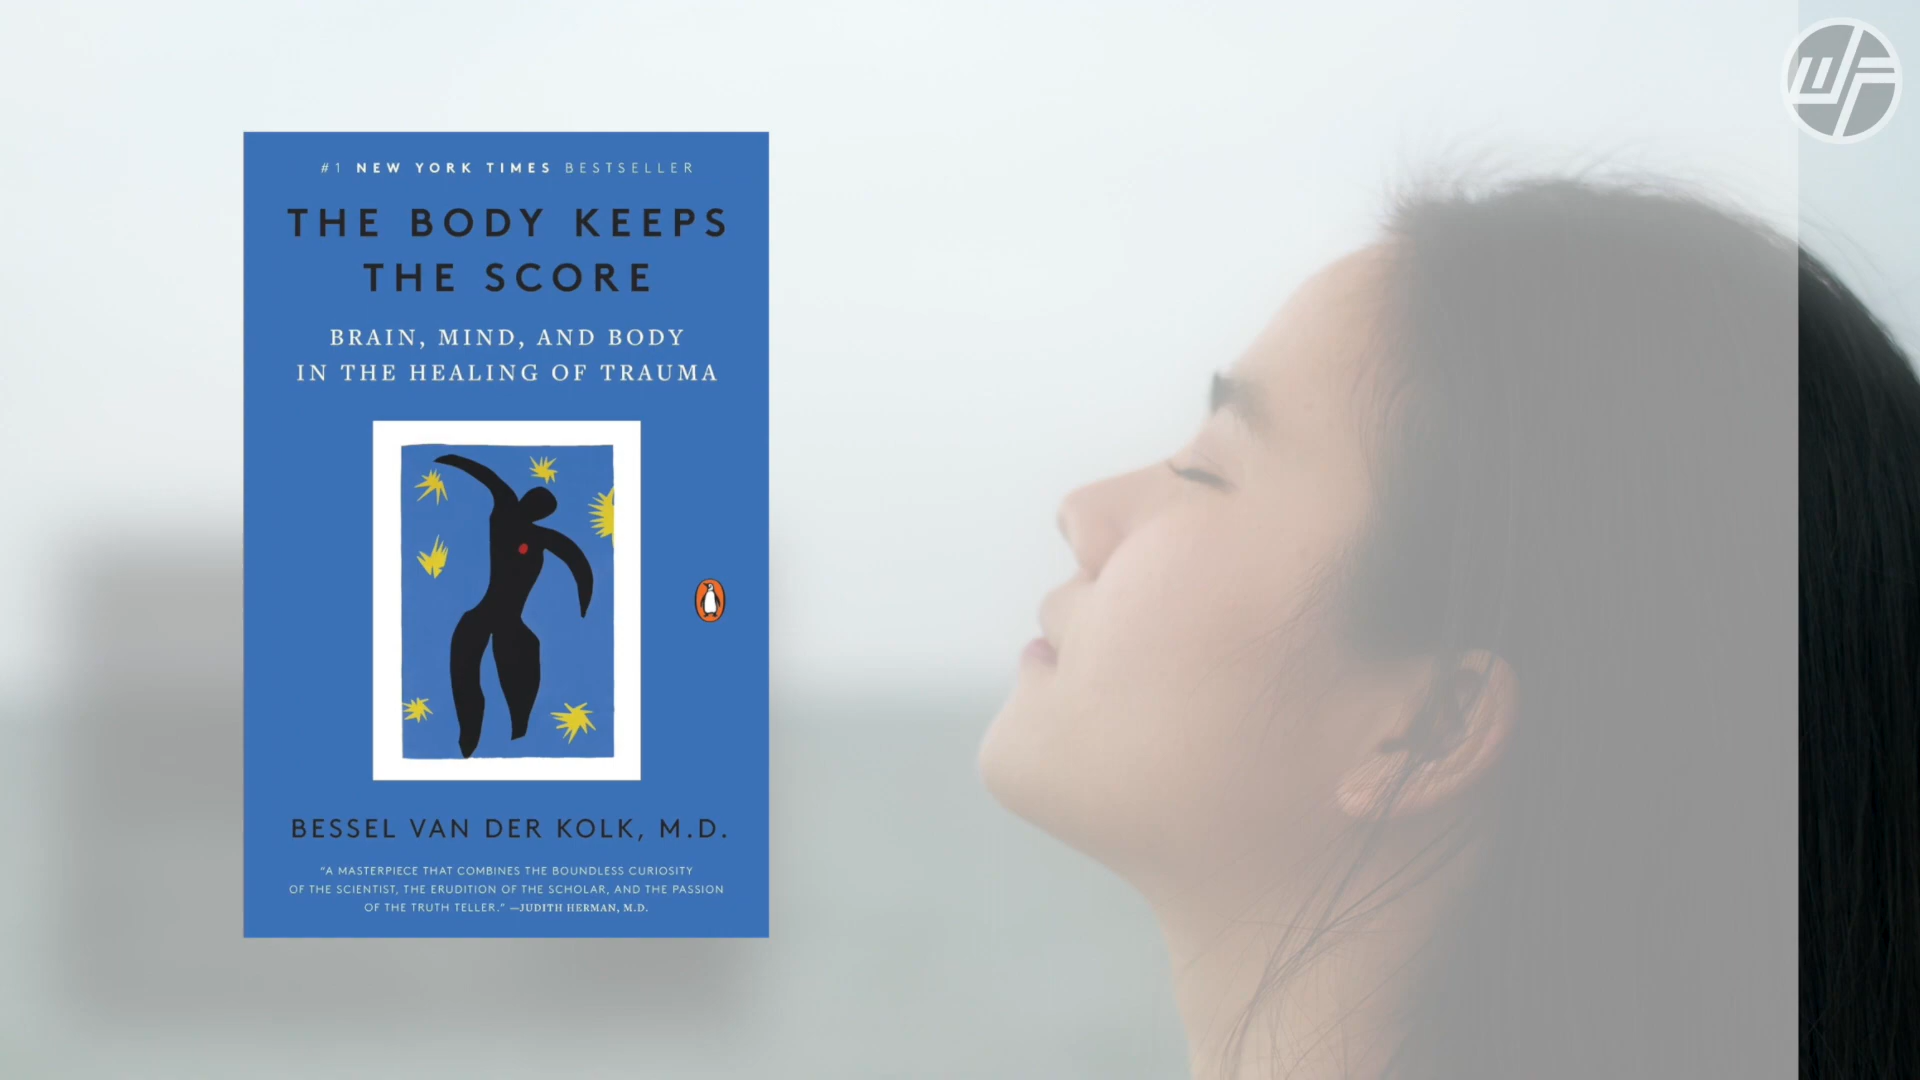 #1 NEW YORK TIMES BESTSELLER
THE BODY KEEPS
THE SCORE
BRAIN, MIND, AND BODY
IN THE HEALING OF TRAUMA
BESSEL VAN DER KOLK, M.D.
"A MASTERPIECE THAT COMBINES THE BOUNDLESS CURIOSITY
OF THE SCIENTIST, THE ERUDITION OF THE SCHOLAR, AND THE PASSION
OF THE TRUTH TELLER." —JUDITH HERMAN, M.D.
WF